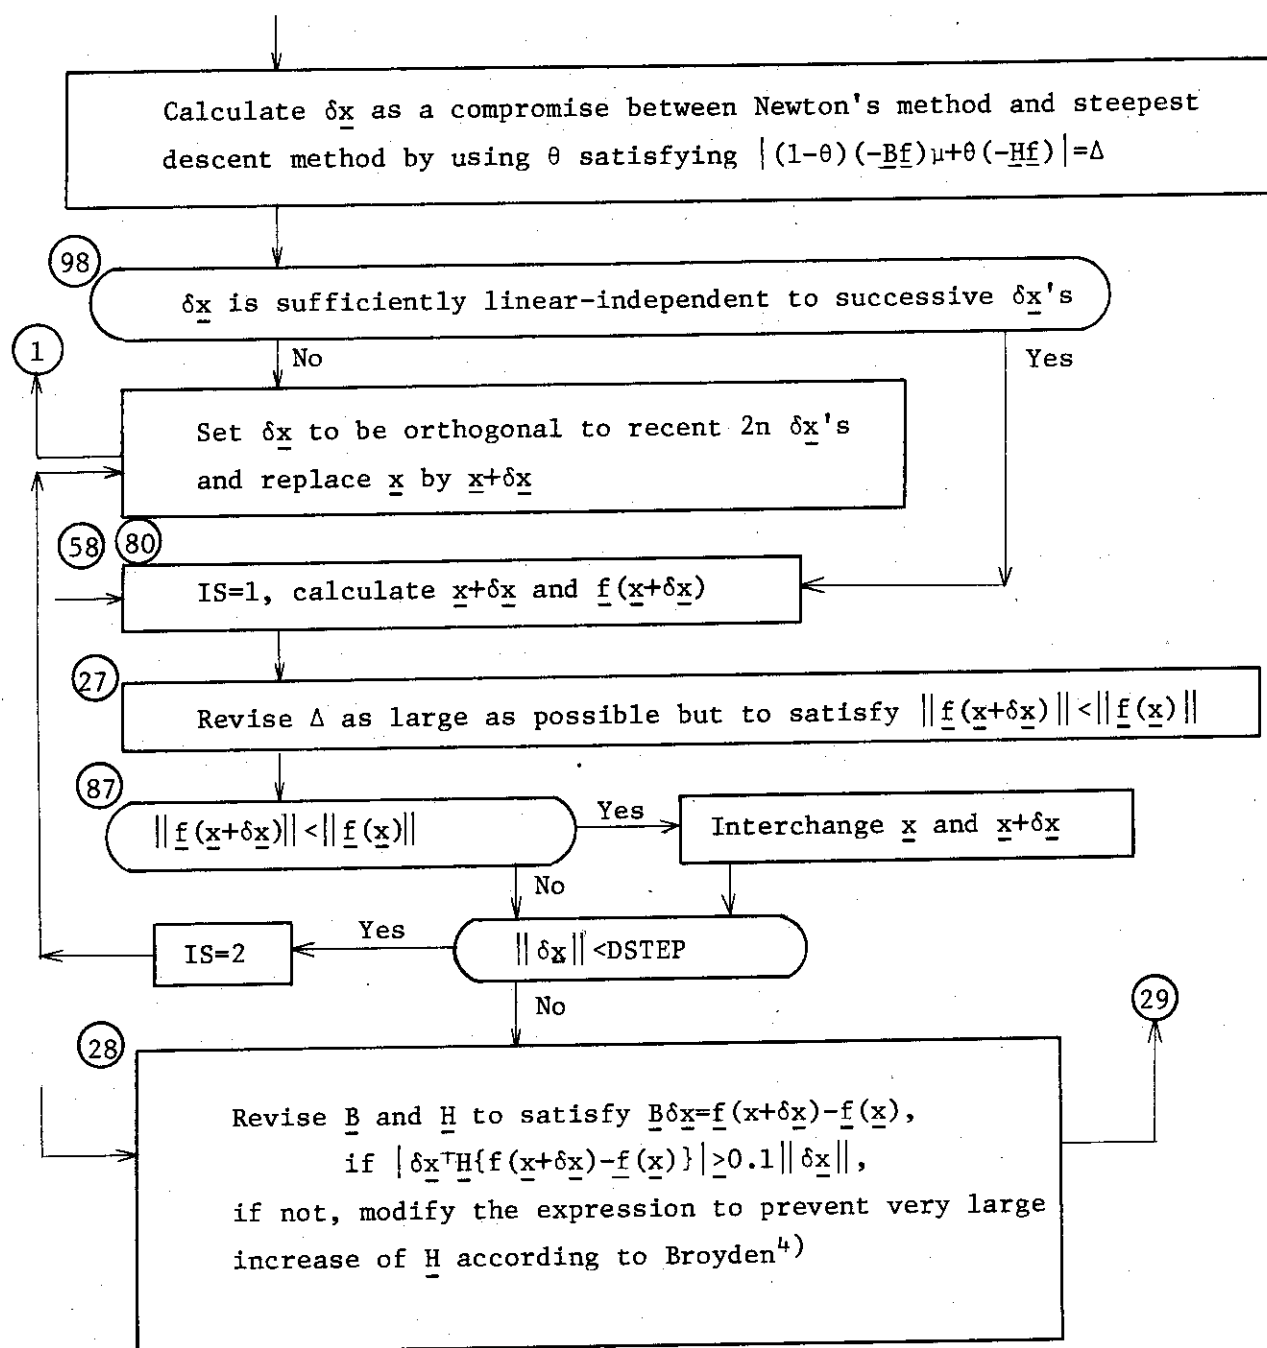 Calculate δx as a compromise between Newton's method and steepest
descent method by using θ satisfying |(1-θ)(-Bf)μ+θ(-Hf)|=Δ
98
δx is sufficiently linear-independent to successive δx's
1
No
Yes
Set δx to be orthogonal to recent 2n δx's
and replace x by x+δx
58 80
IS=1, calculate x+δx and f(x+δx)
27
Revise Δ as large as possible but to satisfy ||f(x+δx)||<||f(x)||
87
||f(x+δx)||<||f(x)||
Yes
Interchange x and x+δx
No
IS=2
Yes
||δx||<DSTEP
No
29
28
Revise B and H to satisfy Bδx=f(x+δx)-f(x),
if |δxᵀH{f(x+δx)-f(x)}|≥0.1||δx||,
if not, modify the expression to prevent very large
increase of H according to Broyden⁴⁾